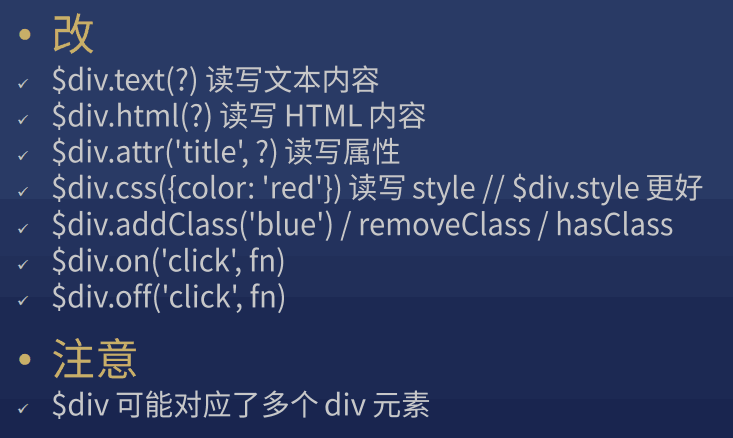 • 改
✓ $div.text(?) 读写文本内容
✓ $div.html(?) 读写 HTML 内容
✓ $div.attr('title', ?) 读写属性
✓ $div.css({color: 'red'}) 读写 style // $div.style 更好
✓ $div.addClass('blue') / removeClass / hasClass
✓ $div.on('click', fn)
✓ $div.off('click', fn)
• 注意
✓ $div 可能对应了多个 div 元素